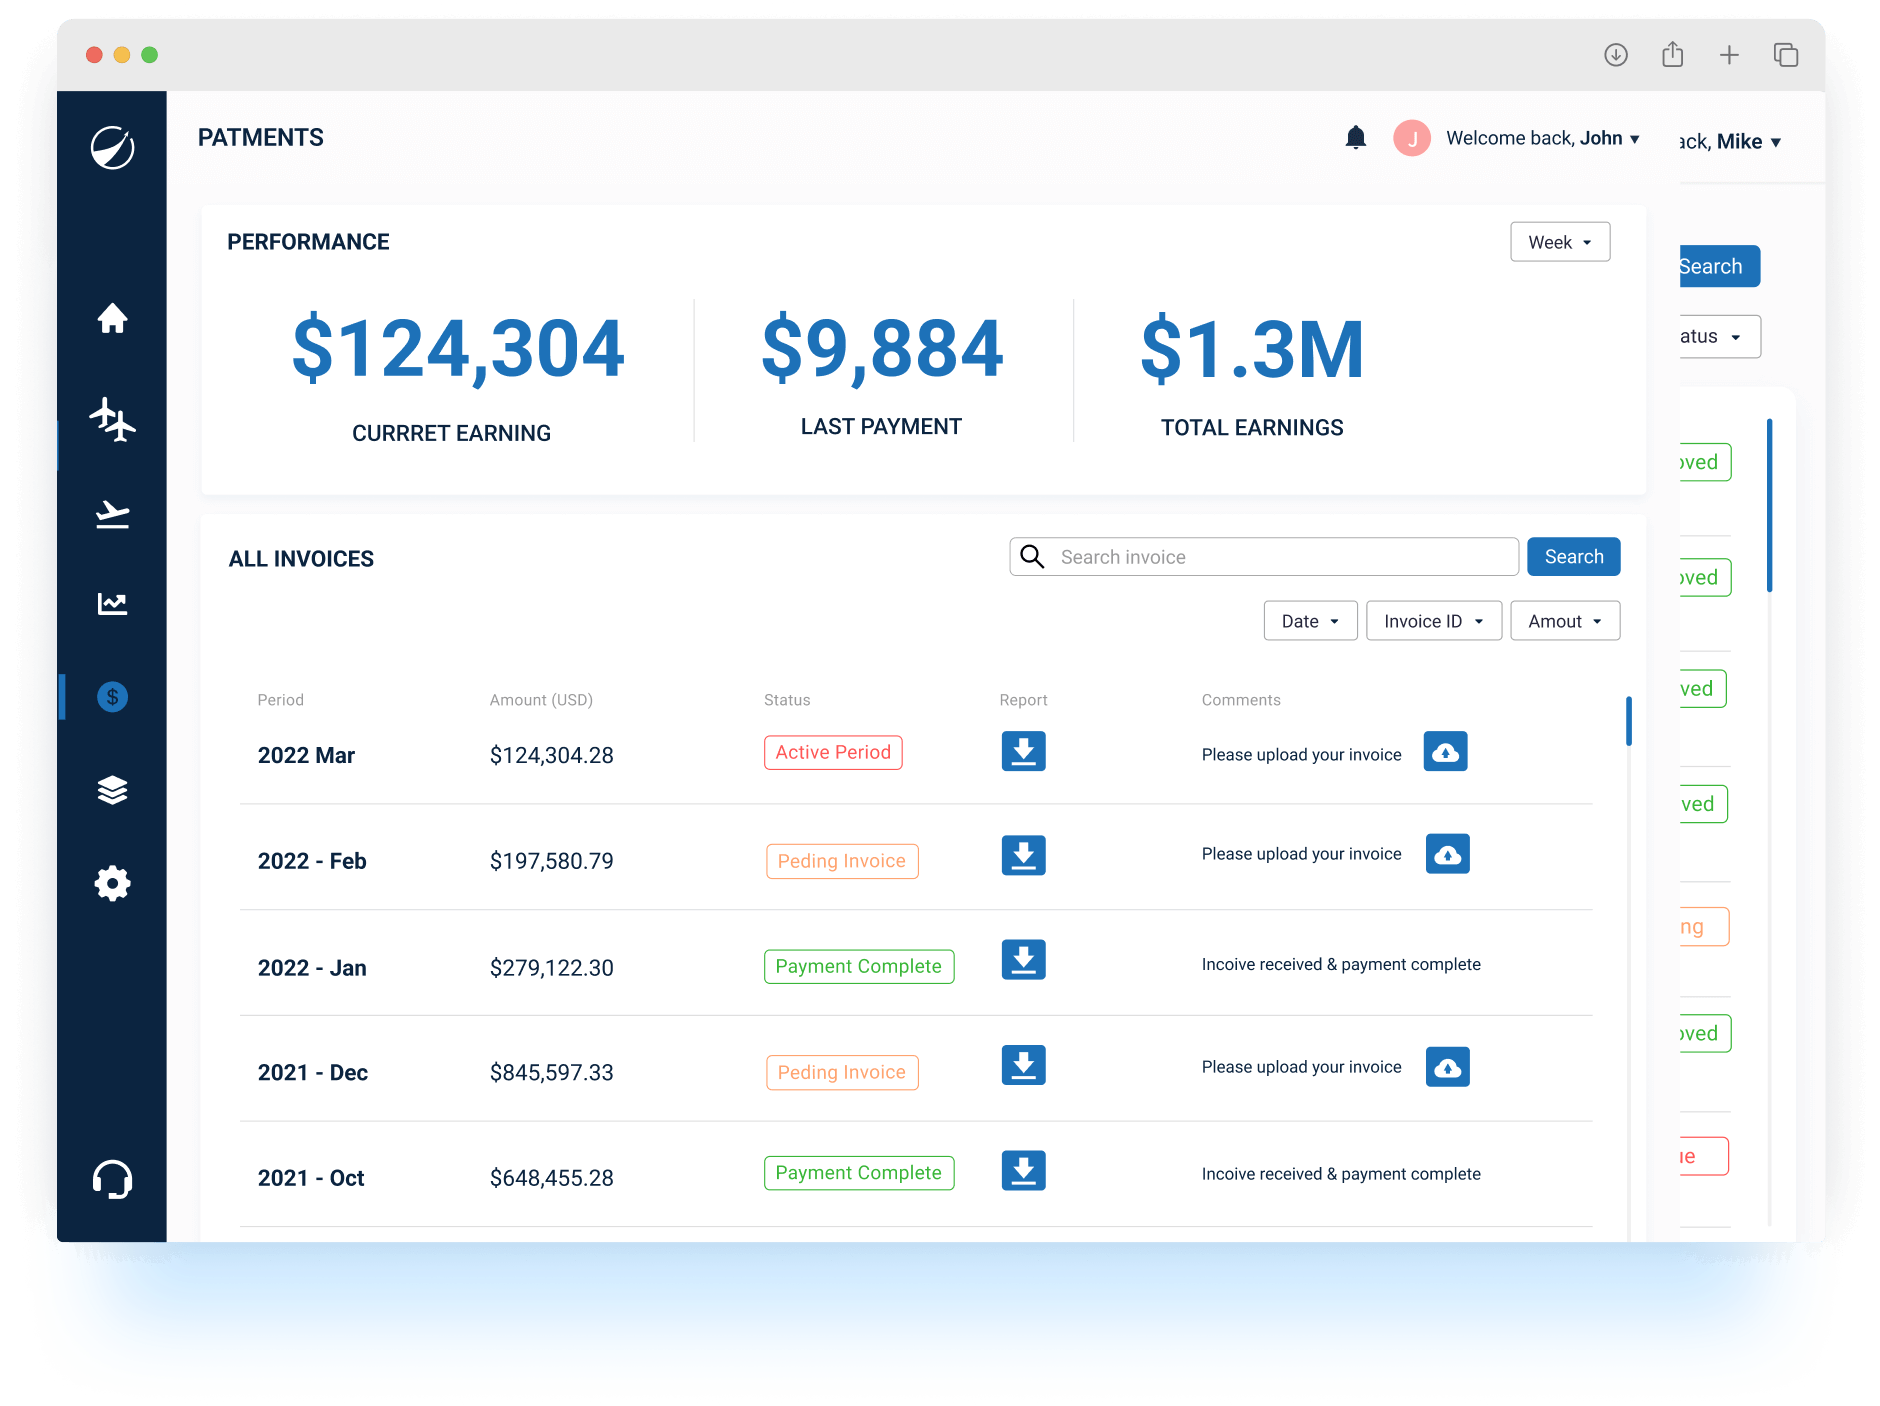 PATMENTS
J
Welcome back, John
ack, Mike
PERFORMANCE
Week
Search
$124,304
$9,884
$1.3M
atus
CURRRET EARNING
LAST PAYMENT
TOTAL EARNINGS
ALL INVOICES
Search invoice
Search
Date
Invoice ID
Amout
Period
Amount (USD)
Status
Report
Comments
2022 Mar
$124,304.28
Active Period
Please upload your invoice
2022 - Feb
$197,580.79
Peding Invoice
Please upload your invoice
2022 - Jan
$279,122.30
Payment Complete
Incoive received & payment complete
2021 - Dec
$845,597.33
Peding Invoice
Please upload your invoice
2021 - Oct
$648,455.28
Payment Complete
Incoive received & payment complete
oved
oved
ved
ved
ng
oved
ue
$